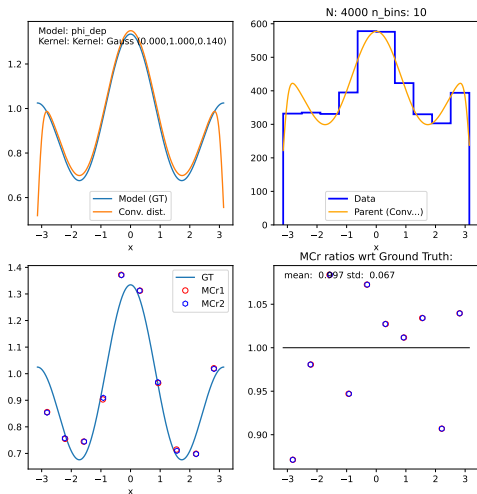 Model: phi_dep
Kernel: Kernel: Gauss (0.000,1.000,0.140)
1.2
1.0
0.8
0.6
Model (GT)
Conv. dist.
−3 −2 −1 0 1 2 3
x
N: 4000 n_bins: 10
600
500
400
300
200
100
0
Data
Parent (Conv...)
−3 −2 −1 0 1 2 3
x
1.4
1.3
1.2
1.1
1.0
0.9
0.8
0.7
GT
MCr1
MCr2
−3 −2 −1 0 1 2 3
x
MCr ratios wrt Ground Truth:
mean: 0.997 std: 0.067
1.05
1.00
0.95
0.90
−3 −2 −1 0 1 2 3
x